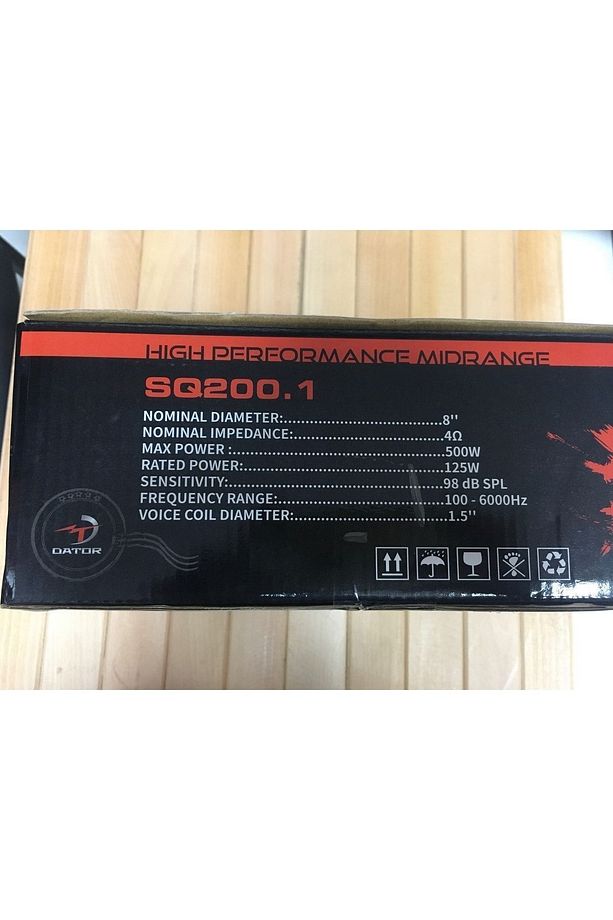 HIGH PERFORMANCE MIDRANGE
SQ200.1
NOMINAL DIAMETER:........................................8''
NOMINAL IMPEDANCE:.....................................4Ω
MAX POWER :.....................................................500W
RATED POWER:..................................................125W
SENSITIVITY:.....................................................98 dB SPL
FREQUENCY RANGE:.........................................100 - 6000Hz
VOICE COIL DIAMETER:......................................1.5''
DATOR